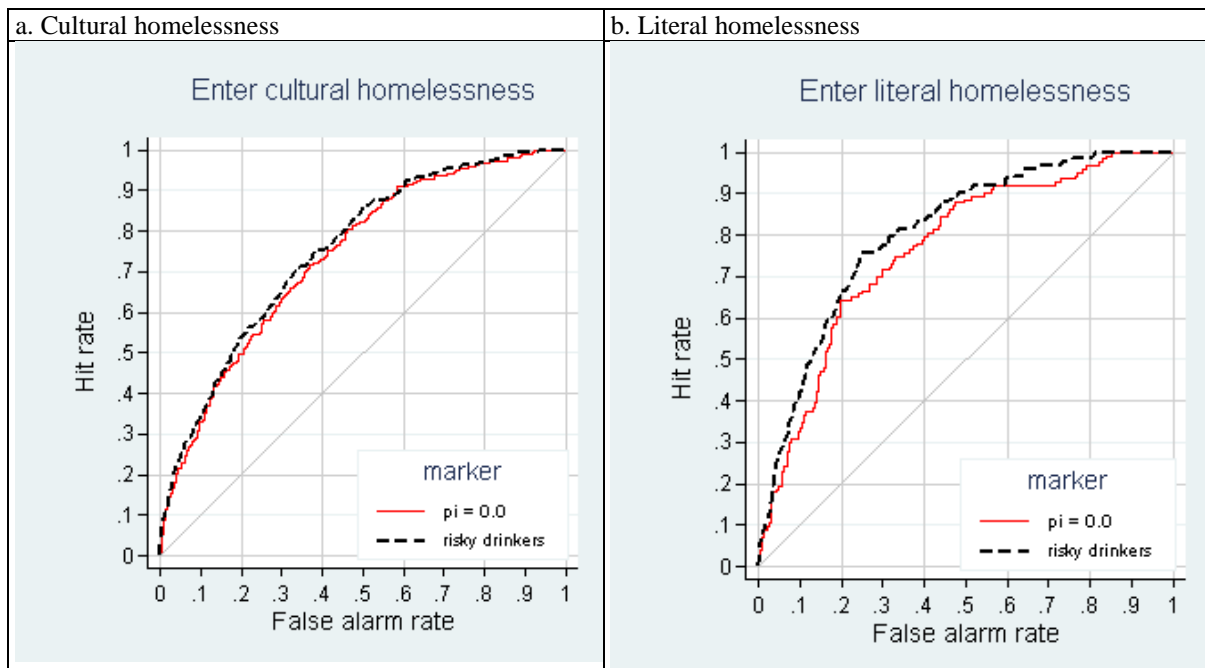 a. Cultural homelessness
b. Literal homelessness
Enter cultural homelessness
1
.9
.8
.7
.6
.5
.4
.3
.2
.1
0
Hit rate
marker
pi = 0.0
risky drinkers
0 .1 .2 .3 .4 .5 .6 .7 .8 .9 1
False alarm rate
Enter literal homelessness
1
.9
.8
.7
.6
.5
.4
.3
.2
.1
0
Hit rate
marker
pi = 0.0
risky drinkers
0 .1 .2 .3 .4 .5 .6 .7 .8 .9 1
False alarm rate